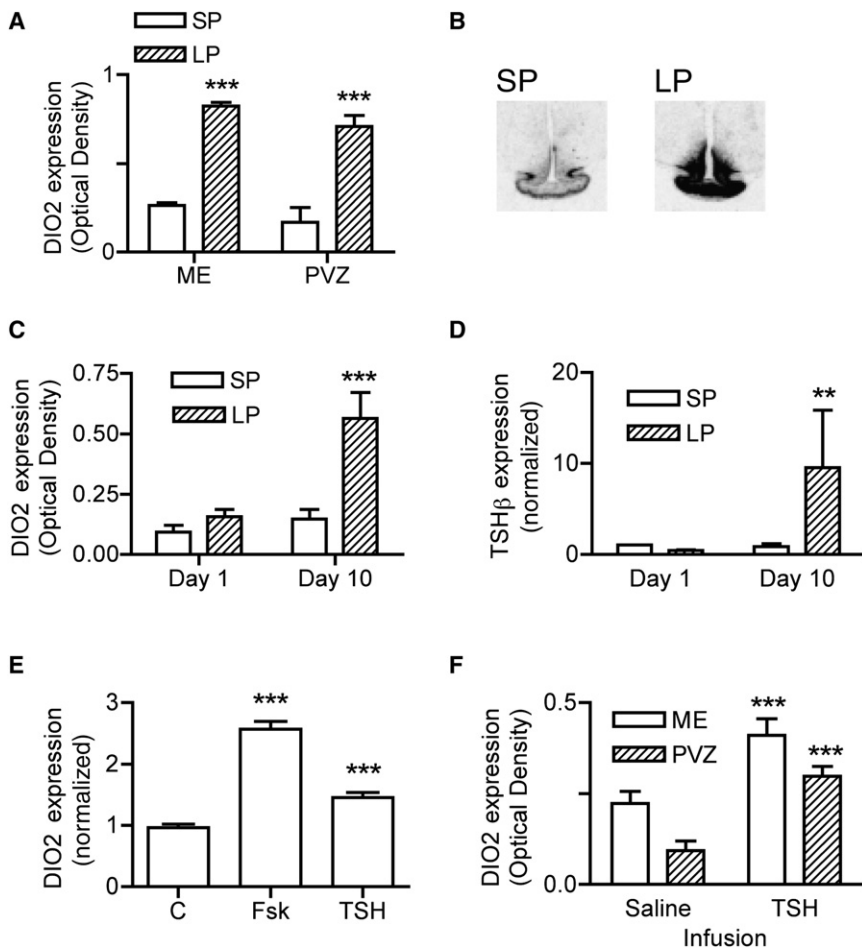 A
SP
LP
DIO2 expression
(Optical Density)
1
0
***
***
ME
PVZ
B
SP
LP
C
DIO2 expression
(Optical Density)
0.75
0.50
0.25
0.00
SP
LP
***
Day 1
Day 10
D
TSHβ expression
(normalized)
20
10
0
SP
LP
**
Day 1
Day 10
E
DIO2 expression
(normalized)
3
2
1
0
***
***
C
Fsk
TSH
F
DIO2 expression
(Optical Density)
0.5
0.0
ME
PVZ
***
***
Saline
TSH
Infusion